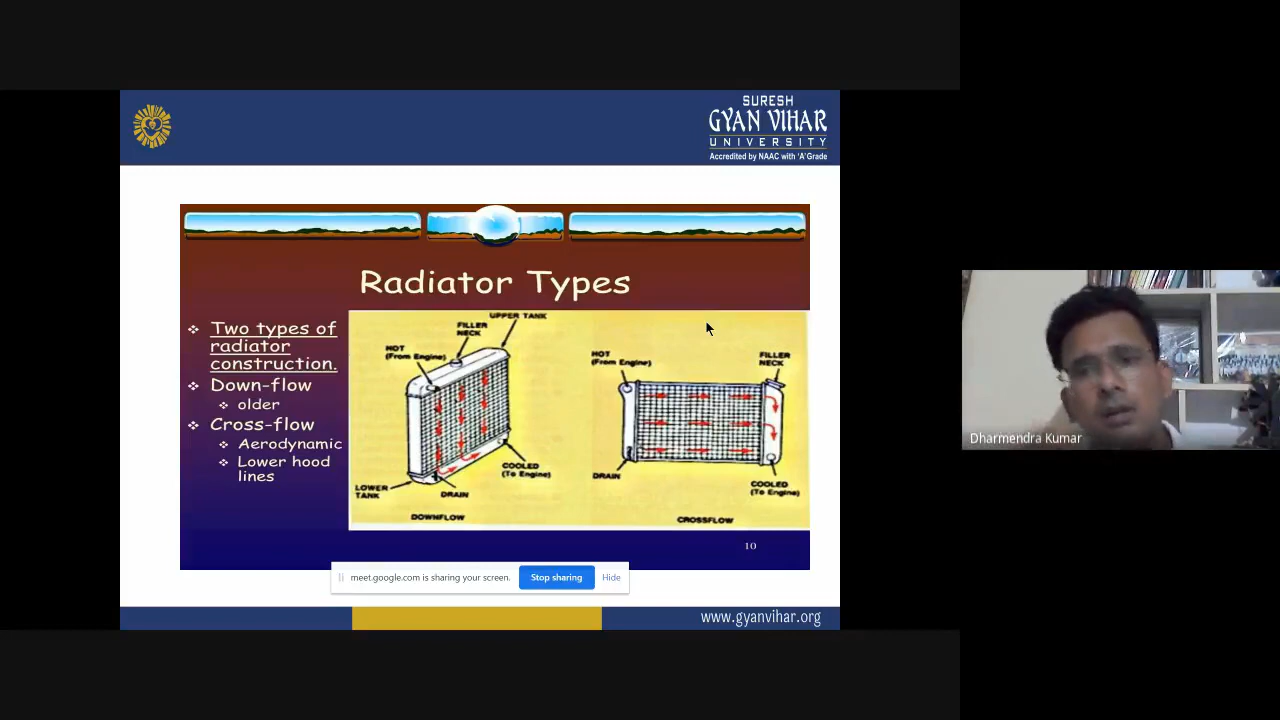 SURESH
GYAN VIHAR
UNIVERSITY
Accredited by NAAC with 'A' Grade
Radiator Types
Two types of
radiator
construction.
Down-flow
older
Cross-flow
Aerodynamic
Lower hood
lines
UPPER TANK
FILLER
NECK
HOT
(From Engine)
COOLED
(To Engine)
LOWER
TANK
DRAIN
DOWNFLOW
HOT
(From Engine)
FILLER
NECK
DRAIN
COOLED
(To Engine)
CROSSFLOW
10
meet.google.com is sharing your screen.
Stop sharing
Hide
www.gyanvihar.org
Dharmendra Kumar